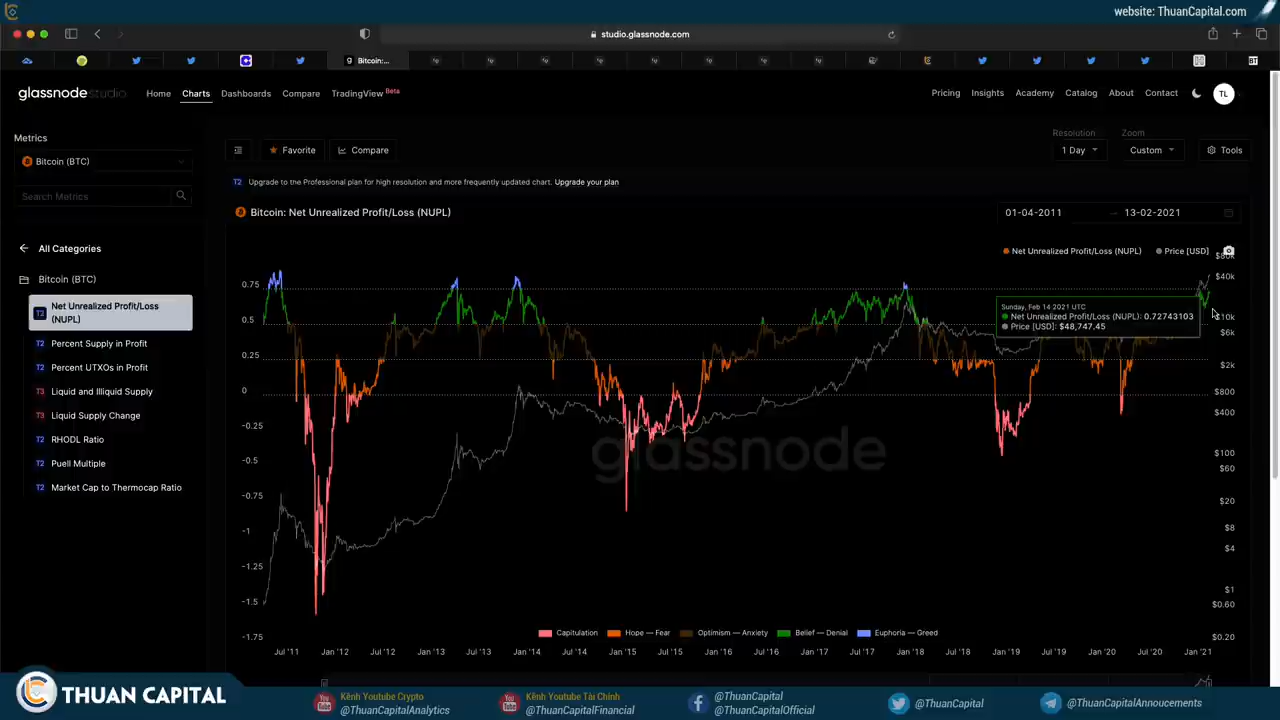 website: ThuanCapital.com
studio.glassnode.com
Bitcoin:...
BT
glassnodestudio
Home
Charts
Dashboards
Compare
TradingView Beta
Pricing
Insights
Academy
Catalog
About
Contact
TL
Metrics
Bitcoin (BTC)
Search Metrics
All Categories
Bitcoin (BTC)
T2 Net Unrealized Profit/Loss
(NUPL)
T2 Percent Supply in Profit
T2 Percent UTXOs in Profit
T3 Liquid and Illiquid Supply
T3 Liquid Supply Change
T2 RHODL Ratio
T2 Puell Multiple
T2 Market Cap to Thermocap Ratio
Favorite
Compare
Resolution
1 Day
Zoom
Custom
Tools
T2 Upgrade to the Professional plan for high resolution and more frequently updated chart. Upgrade your plan
Bitcoin: Net Unrealized Profit/Loss (NUPL)
01-04-2011
13-02-2021
Net Unrealized Profit/Loss (NUPL)
Price [USD]
0.75
0.5
0.25
0
-0.25
-0.5
-0.75
-1
-1.25
-1.5
-1.75
$80k
$40k
$10k
$6k
$2k
$800
$400
$100
$60
$20
$8
$4
$1
$0.60
$0.20
Sunday, Feb 14 2021 UTC
Net Unrealized Profit/Loss (NUPL): 0.72743103
Price [USD]: $48,747.45
glassnode
Capitulation
Hope — Fear
Optimism — Anxiety
Belief — Denial
Euphoria — Greed
Jul '11
Jan '12
Jul '12
Jan '13
Jul '13
Jan '14
Jul '14
Jan '15
Jul '15
Jan '16
Jul '16
Jan '17
Jul '17
Jan '18
Jul '18
Jan '19
Jul '19
Jan '20
Jul '20
Jan '21
THUAN CAPITAL
Kênh Youtube Crypto
@ThuanCapitalAnalytics
Kênh Youtube Tài Chính
@ThuanCapitalFinancial
@ThuanCapital
@ThuanCapitalOfficial
@ThuanCapital
@ThuanCapitalAnnoucements